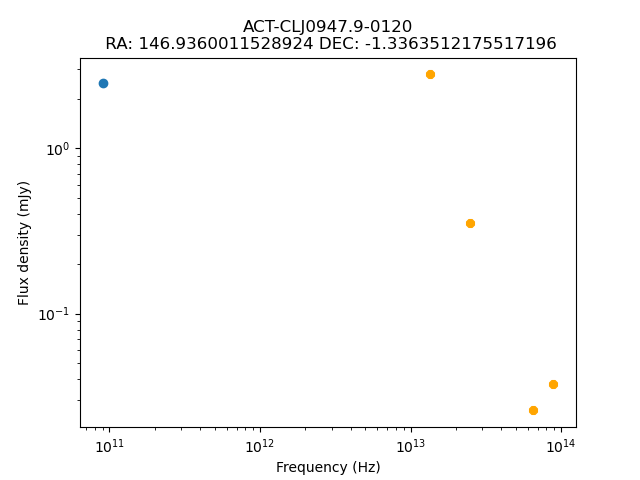 ACT-CLJ0947.9-0120
RA: 146.9360011528924 DEC: -1.3363512175517196
Flux density (mJy)
10⁰
10⁻¹
10¹¹
10¹²
10¹³
10¹⁴
Frequency (Hz)